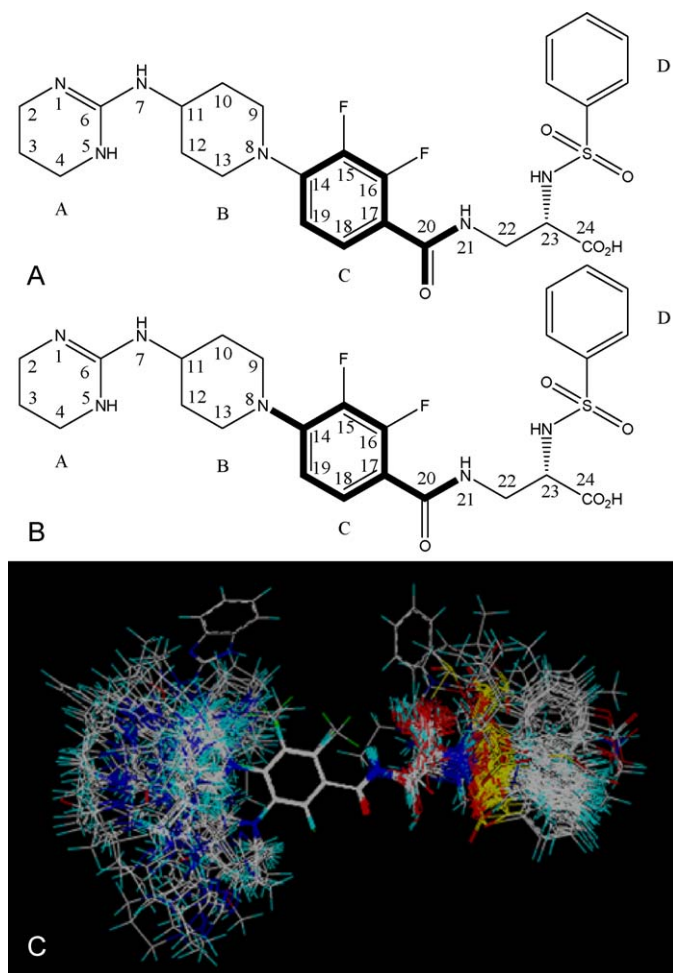 H D
N N 10
1 7
2 11 9 F O
6 F S
3 5 NH 12 N 8 15 HN O
4 13 14 16 H
17 20 N 22 24
A B 19 18 21 23 CO₂H
A C O
H D
N N 10
1 7
2 11 9 F O
6 F S
3 5 NH 12 N 8 15 HN O
4 13 14 16 H
17 20 N 22 24
A B 19 18 21 23 CO₂H
B C O
C